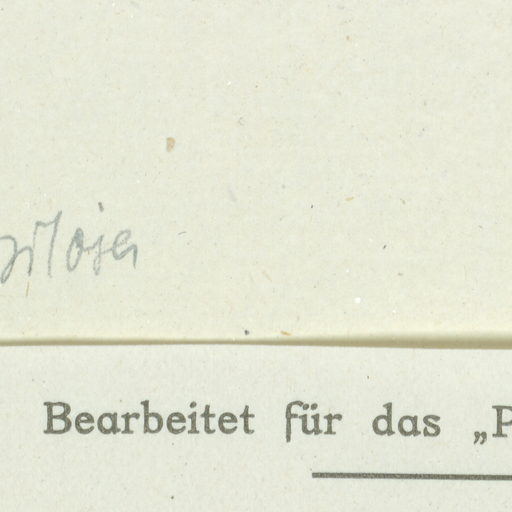 Bearbeitet für das „P